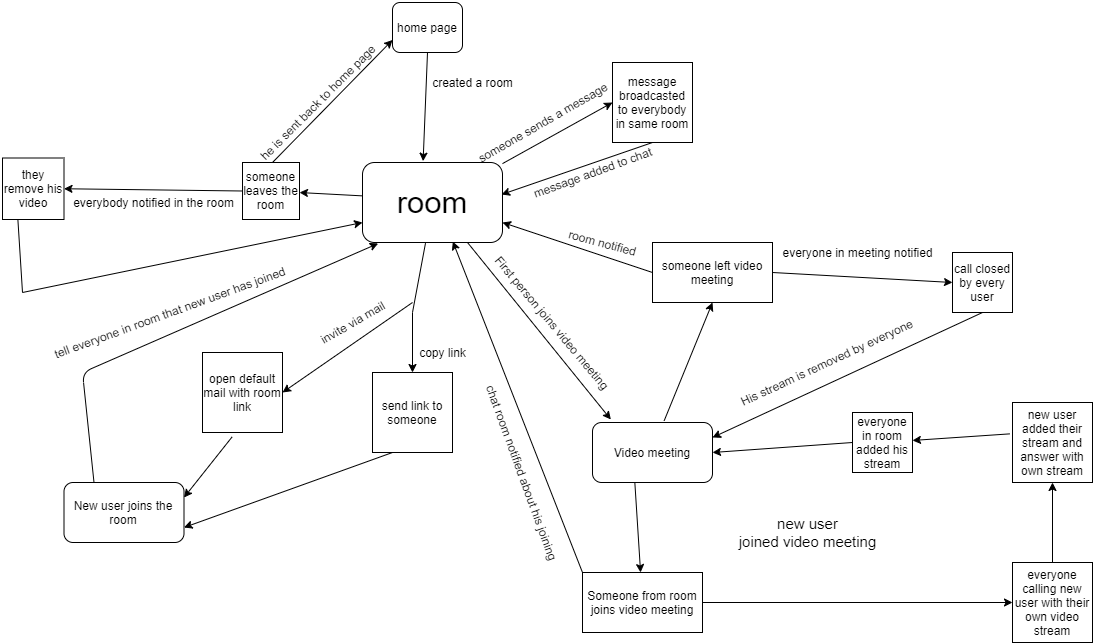 home page
created a room
he is sent back to home page
someone sends a message
message
broadcasted
to everybody
in same room
message added to chat
they
remove his
video
everybody notified in the room
someone
leaves the
room
room
room notified
someone left video
meeting
everyone in meeting notified
call closed
by every
user
tell everyone in room that new user has joined
invite via mail
copy link
First person joins video meeting
His stream is removed by everyone
open default
mail with room
link
send link to
someone
chat room notified about his joining
Video meeting
everyone
in room
added his
stream
new user
added their
stream and
answer with
own stream
New user joins the
room
new user
joined video meeting
Someone from room
joins video meeting
everyone
calling new
user with their
own video
stream